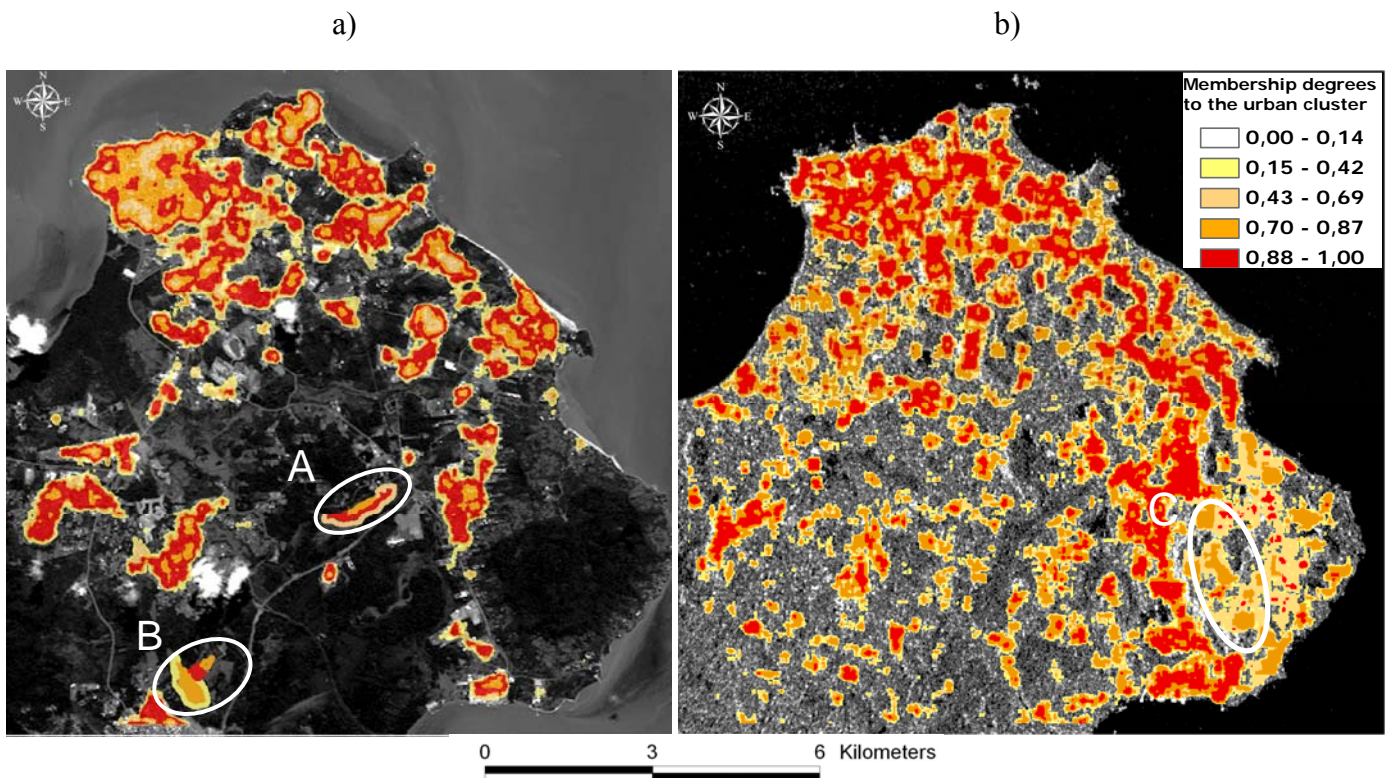 a)
b)
N
W E
S
N
W E
S
Membership degrees
to the urban cluster
0,00 - 0,14
0,15 - 0,42
0,43 - 0,69
0,70 - 0,87
0,88 - 1,00
A
B
C
0 3 6 Kilometers